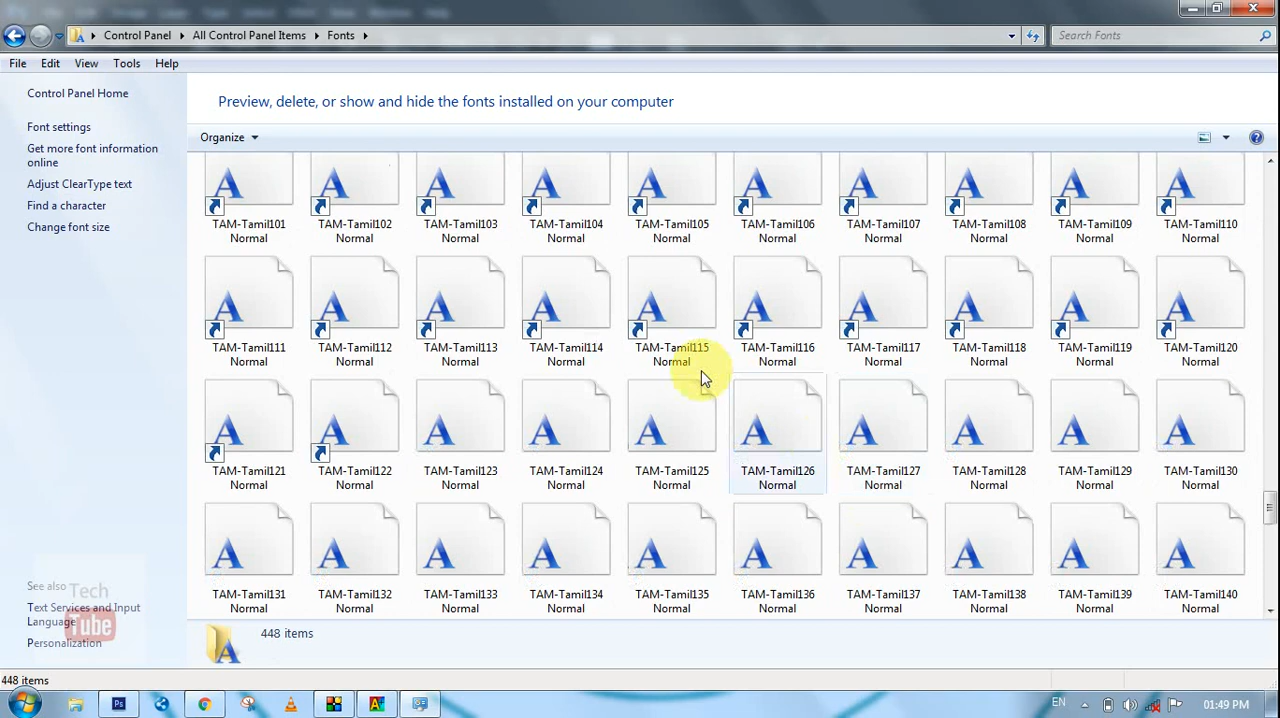 Control Panel
All Control Panel Items
Fonts
Search Fonts
File Edit View Tools Help
Control Panel Home
Font settings
Get more font information
online
Adjust ClearType text
Find a character
Change font size
Preview, delete, or show and hide the fonts installed on your computer
Organize
TAM-Tamil101 TAM-Tamil102 TAM-Tamil103 TAM-Tamil104 TAM-Tamil105 TAM-Tamil106 TAM-Tamil107 TAM-Tamil108 TAM-Tamil109 TAM-Tamil110
Normal Normal Normal Normal Normal Normal Normal Normal Normal Normal
TAM-Tamil111 TAM-Tamil112 TAM-Tamil113 TAM-Tamil114 TAM-Tamil115 TAM-Tamil116 TAM-Tamil117 TAM-Tamil118 TAM-Tamil119 TAM-Tamil120
Normal Normal Normal Normal Normal Normal Normal Normal Normal Normal
TAM-Tamil121 TAM-Tamil122 TAM-Tamil123 TAM-Tamil124 TAM-Tamil125 TAM-Tamil126 TAM-Tamil127 TAM-Tamil128 TAM-Tamil129 TAM-Tamil130
Normal Normal Normal Normal Normal Normal Normal Normal Normal Normal
TAM-Tamil131 TAM-Tamil132 TAM-Tamil133 TAM-Tamil134 TAM-Tamil135 TAM-Tamil136 TAM-Tamil137 TAM-Tamil138 TAM-Tamil139 TAM-Tamil140
Normal Normal Normal Normal Normal Normal Normal Normal Normal Normal
See also
Text Services and Input
Language
Personalization
Tech
Tube
448 items
448 items
Ps
EN
01:49 PM